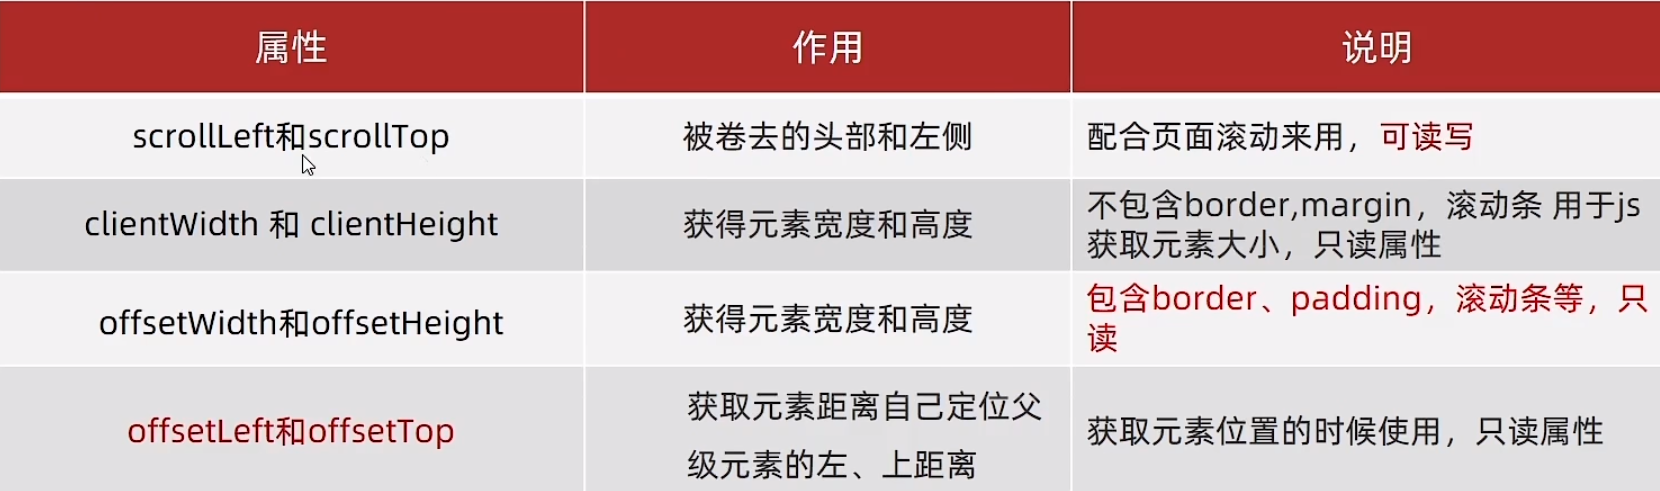 属性
作用
说明
scrollLeft和scrollTop
被卷去的头部和左侧
配合页面滚动来用，可读写
clientWidth 和 clientHeight
获得元素宽度和高度
不包含border,margin，滚动条 用于js
获取元素大小，只读属性
offsetWidth和offsetHeight
获得元素宽度和高度
包含border、padding，滚动条等，只
读
offsetLeft和offsetTop
获取元素距离自己定位父
级元素的左、上距离
获取元素位置的时候使用，只读属性